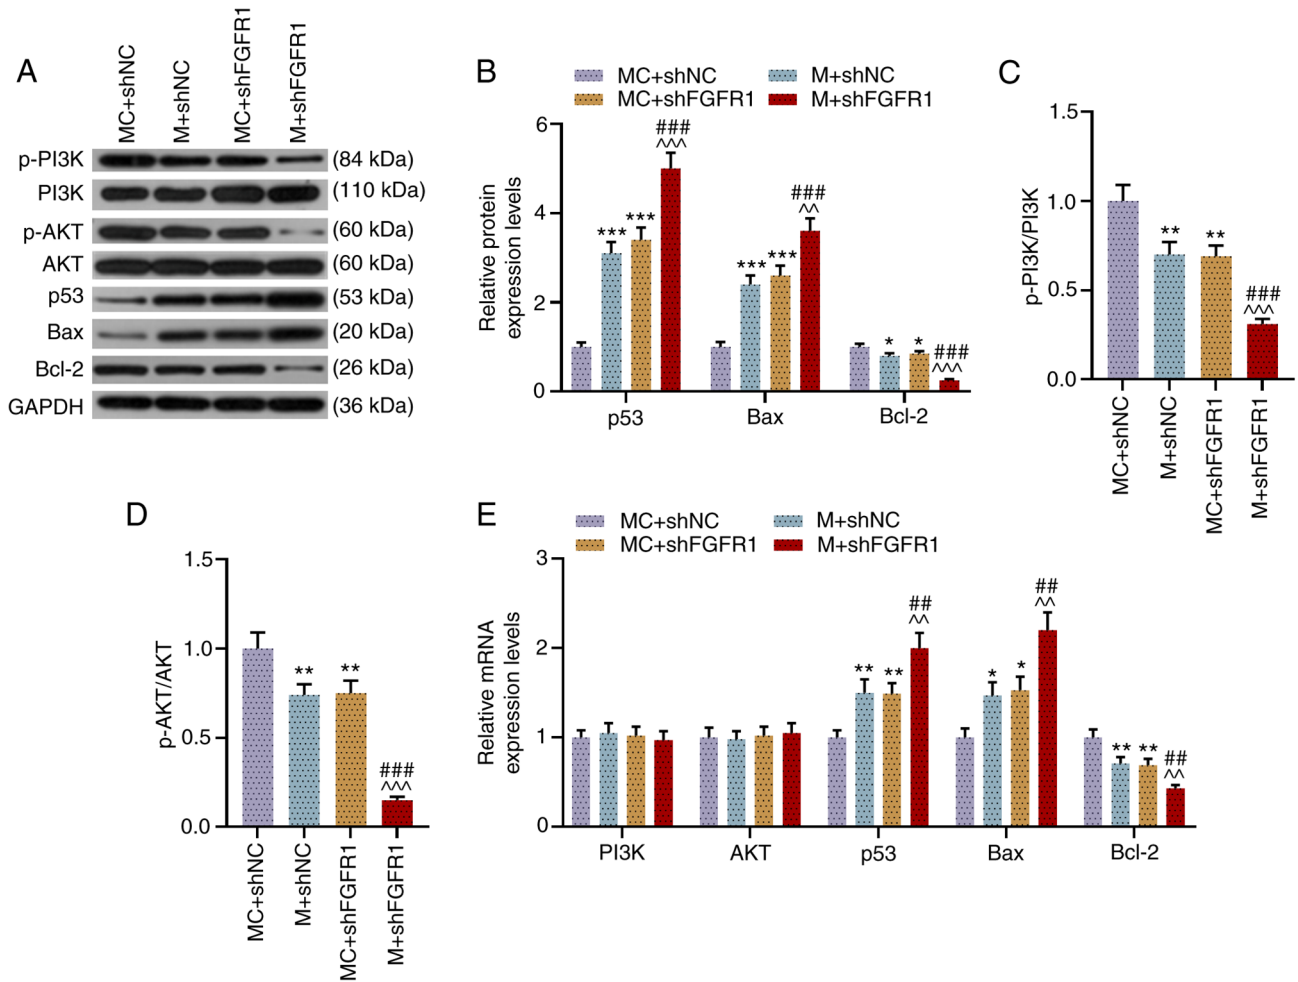 A
MC+shNC
M+shNC
MC+shFGFR1
M+shFGFR1
p-PI3K (84 kDa)
PI3K (110 kDa)
p-AKT (60 kDa)
AKT (60 kDa)
p53 (53 kDa)
Bax (20 kDa)
Bcl-2 (26 kDa)
GAPDH (36 kDa)
B
MC+shNC M+shNC
MC+shFGFR1 M+shFGFR1
Relative protein
expression levels
6
4
2
0
*** *** ^^^ ###
*** *** ^^ ###
* * ^^^ ###
p53 Bax Bcl-2
C
p-PI3K/PI3K
1.5
1.0
0.5
0.0
** ** ^^^ ###
MC+shNC
M+shNC
MC+shFGFR1
M+shFGFR1
D
p-AKT/AKT
1.5
1.0
0.5
0.0
** ** ^^^ ###
MC+shNC
M+shNC
MC+shFGFR1
M+shFGFR1
E
MC+shNC M+shNC
MC+shFGFR1 M+shFGFR1
Relative mRNA
expression levels
3
2
1
0
** ** ^^ ##
* * ^^ ##
** ** ^^ ##
PI3K AKT p53 Bax Bcl-2